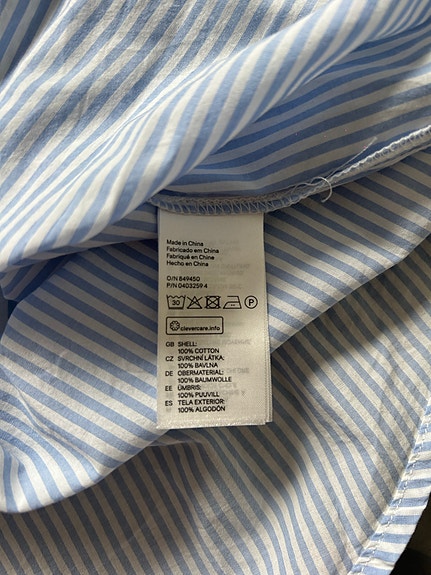 Made in China
Fabricado em China
Fabriqué en Chine
Hecho en China
O/N 849450
P/N 0403259 4
30 P
clevercare.info
GB SHELL:
100% COTTON
CZ SVRCHNÍ LÁTKA:
100% BAVLNA
DE OBERMATERIAL:
100% BAUMWOLLE
EE ÜMBRIS:
100% PUUVILL
ES TELA EXTERIOR:
100% ALGODÓN